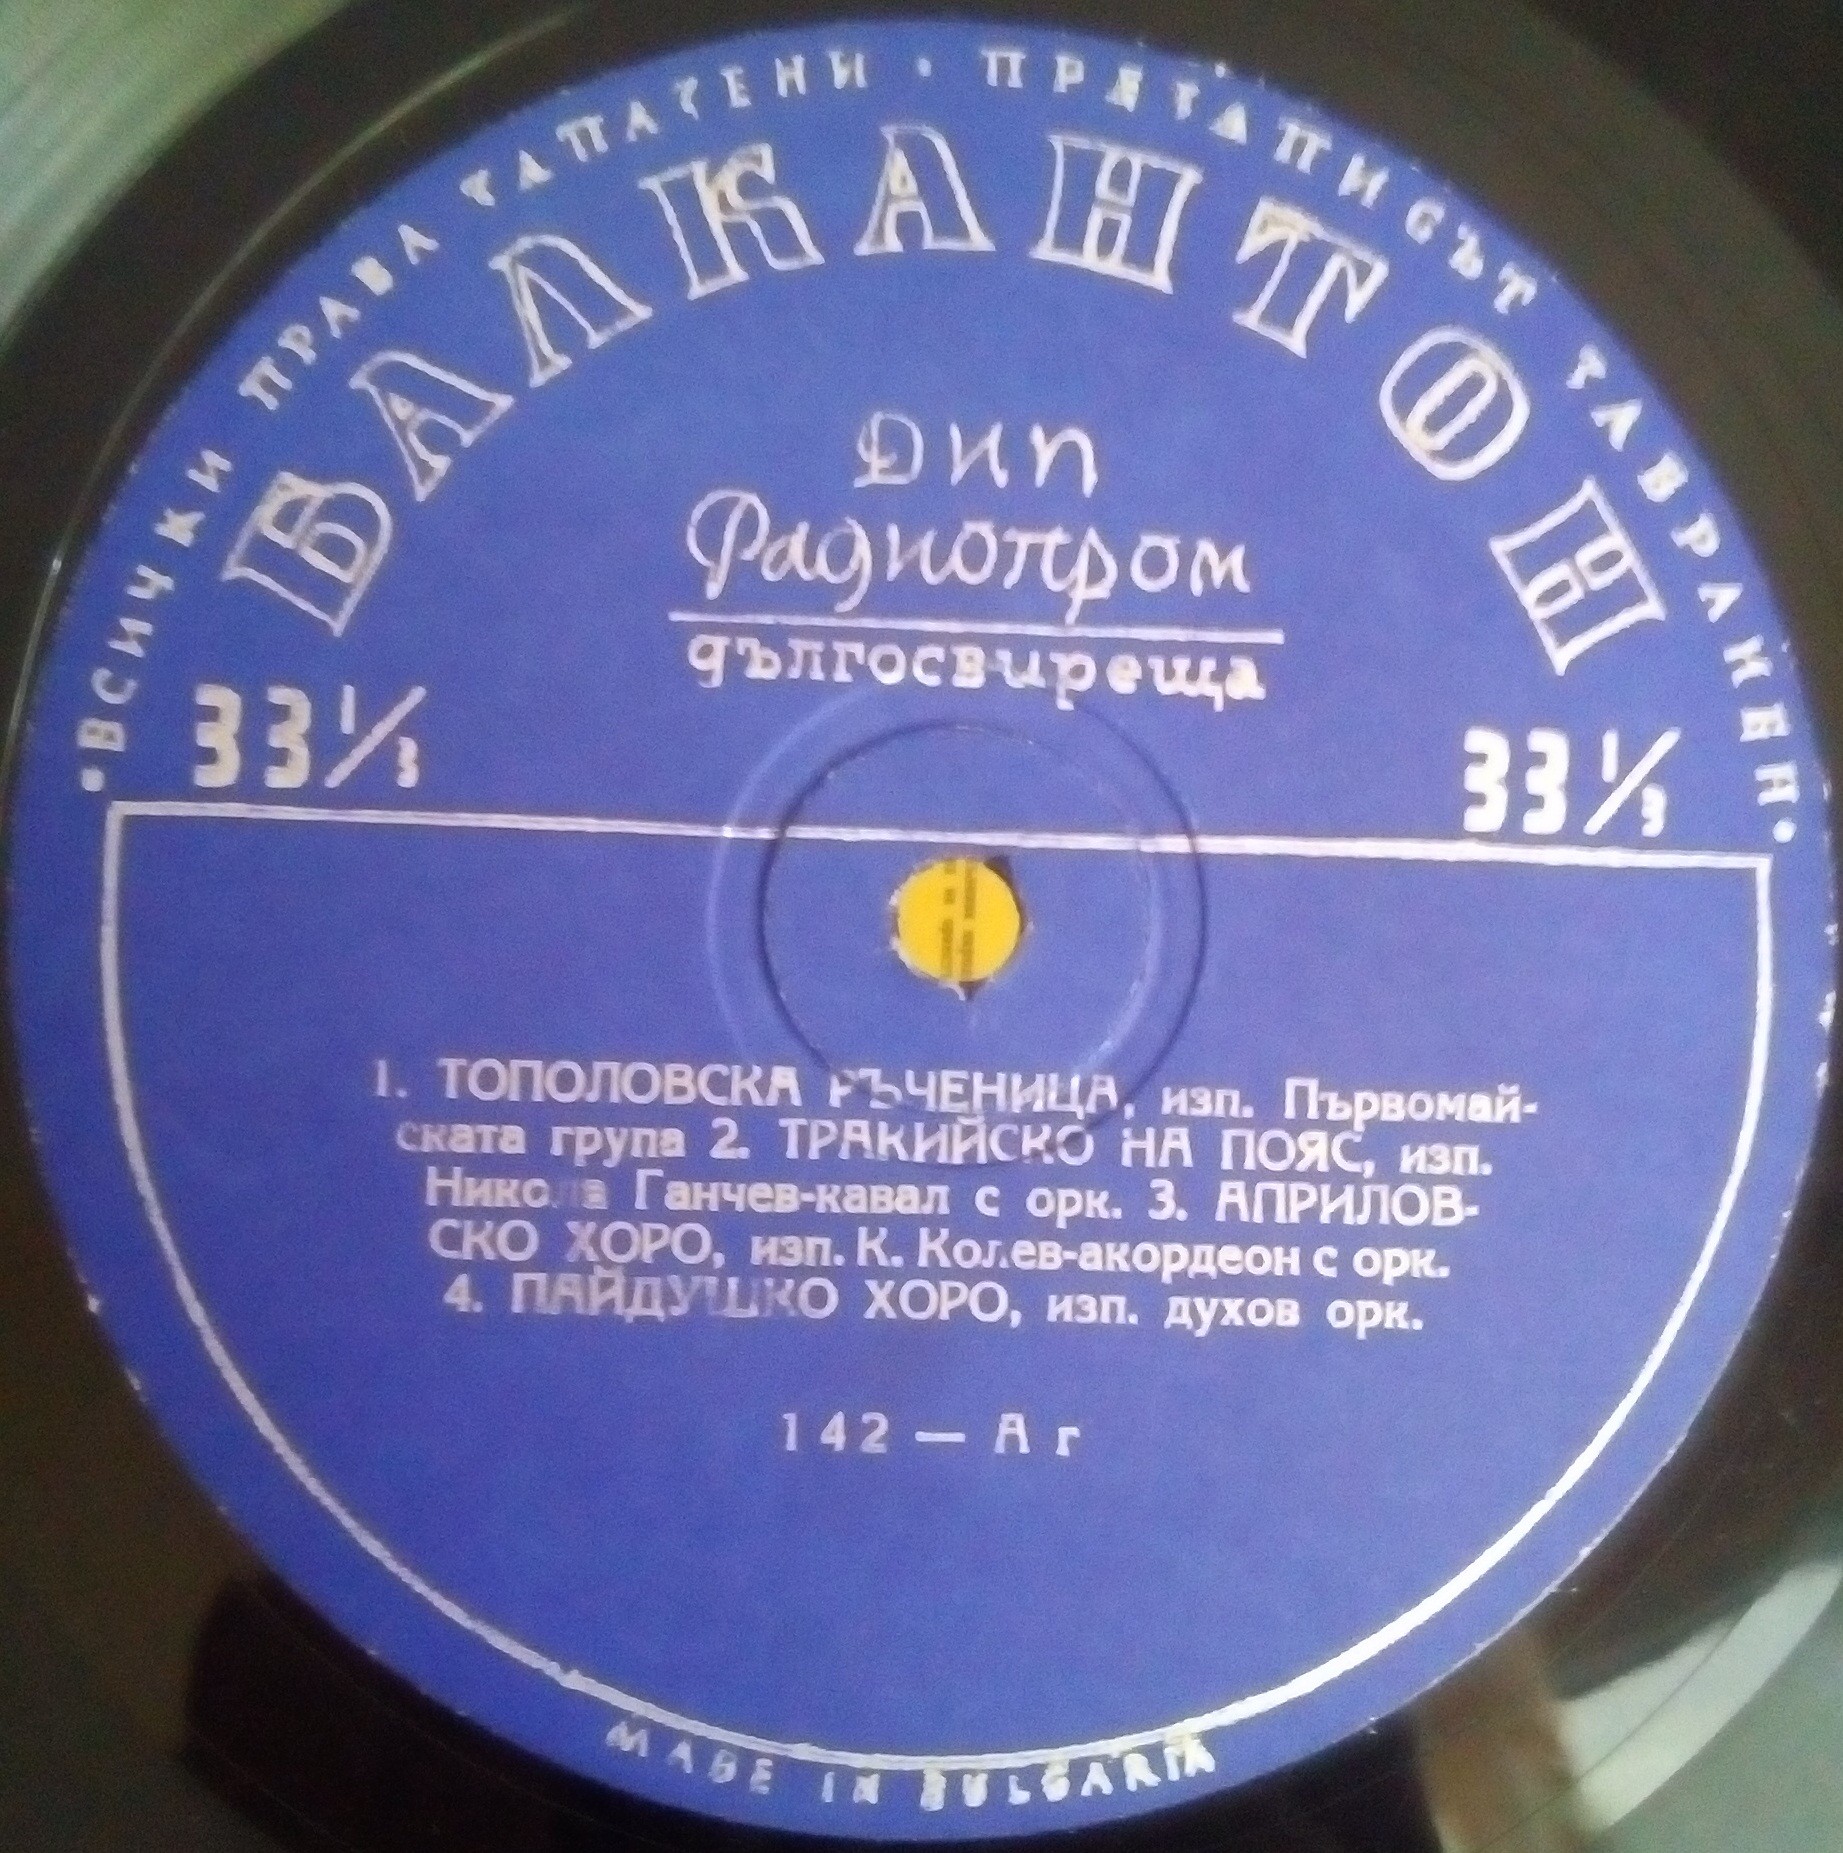 • ВСИЧКИ ПРАВА ЗАПАЗЕНИ • ПРЕЗАПИСЪТ ЗАБРАНЕН •
БАЛКАНТОН
ДИП
Радиопром
дългосвиреща
33 1/3 33 1/3
1. ТОПОЛОВСКА РЪЧЕНИЦА, изп. Първомай-
ската група 2. ТРАКИЙСКО НА ПОЯС, изп.
Никола Ганчев-кавал с орк. 3. АПРИЛОВ-
СКО ХОРО, изп. К. Колев-акордеон с орк.
4. ПАЙДУШКО ХОРО, изп. духов орк.
142 — А г
MADE IN BULGARIA